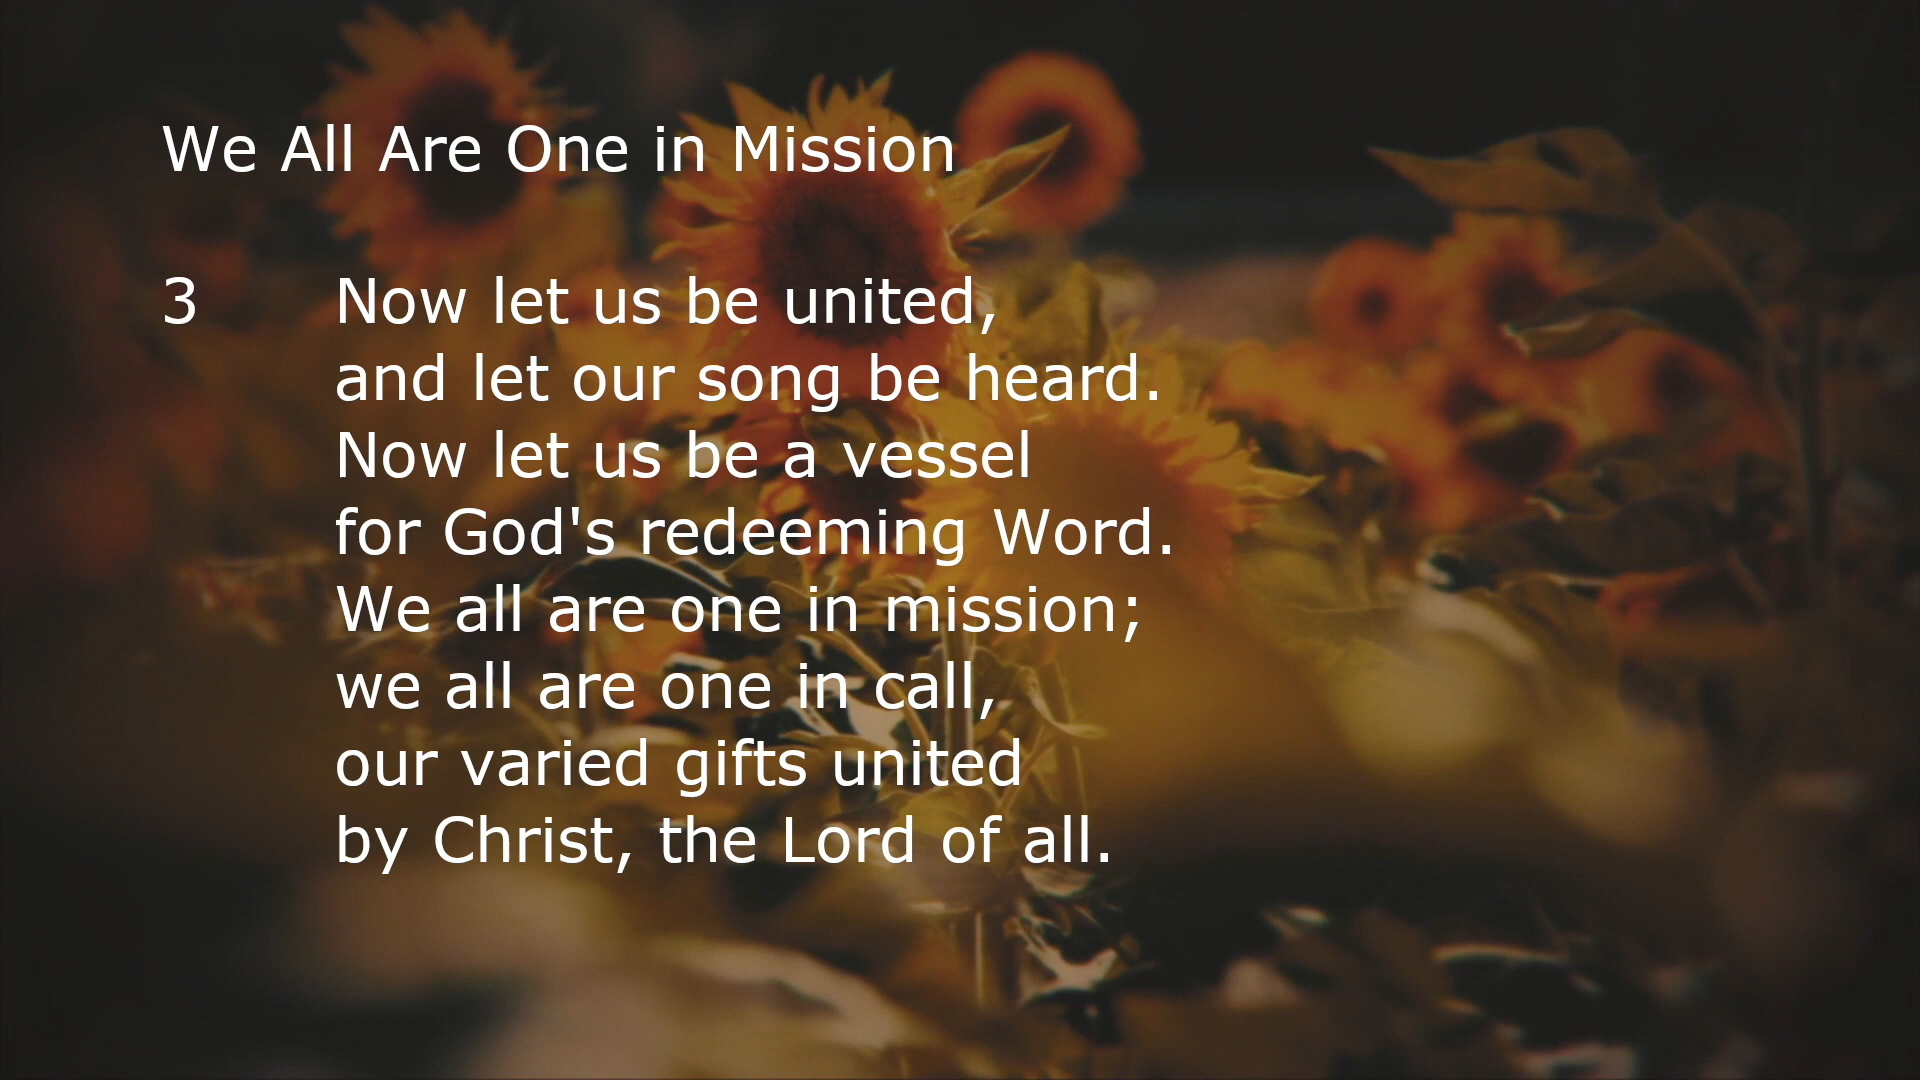 We All Are One in Mission
3 Now let us be united,
and let our song be heard.
Now let us be a vessel
for God's redeeming Word.
We all are one in mission;
we all are one in call,
our varied gifts united
by Christ, the Lord of all.